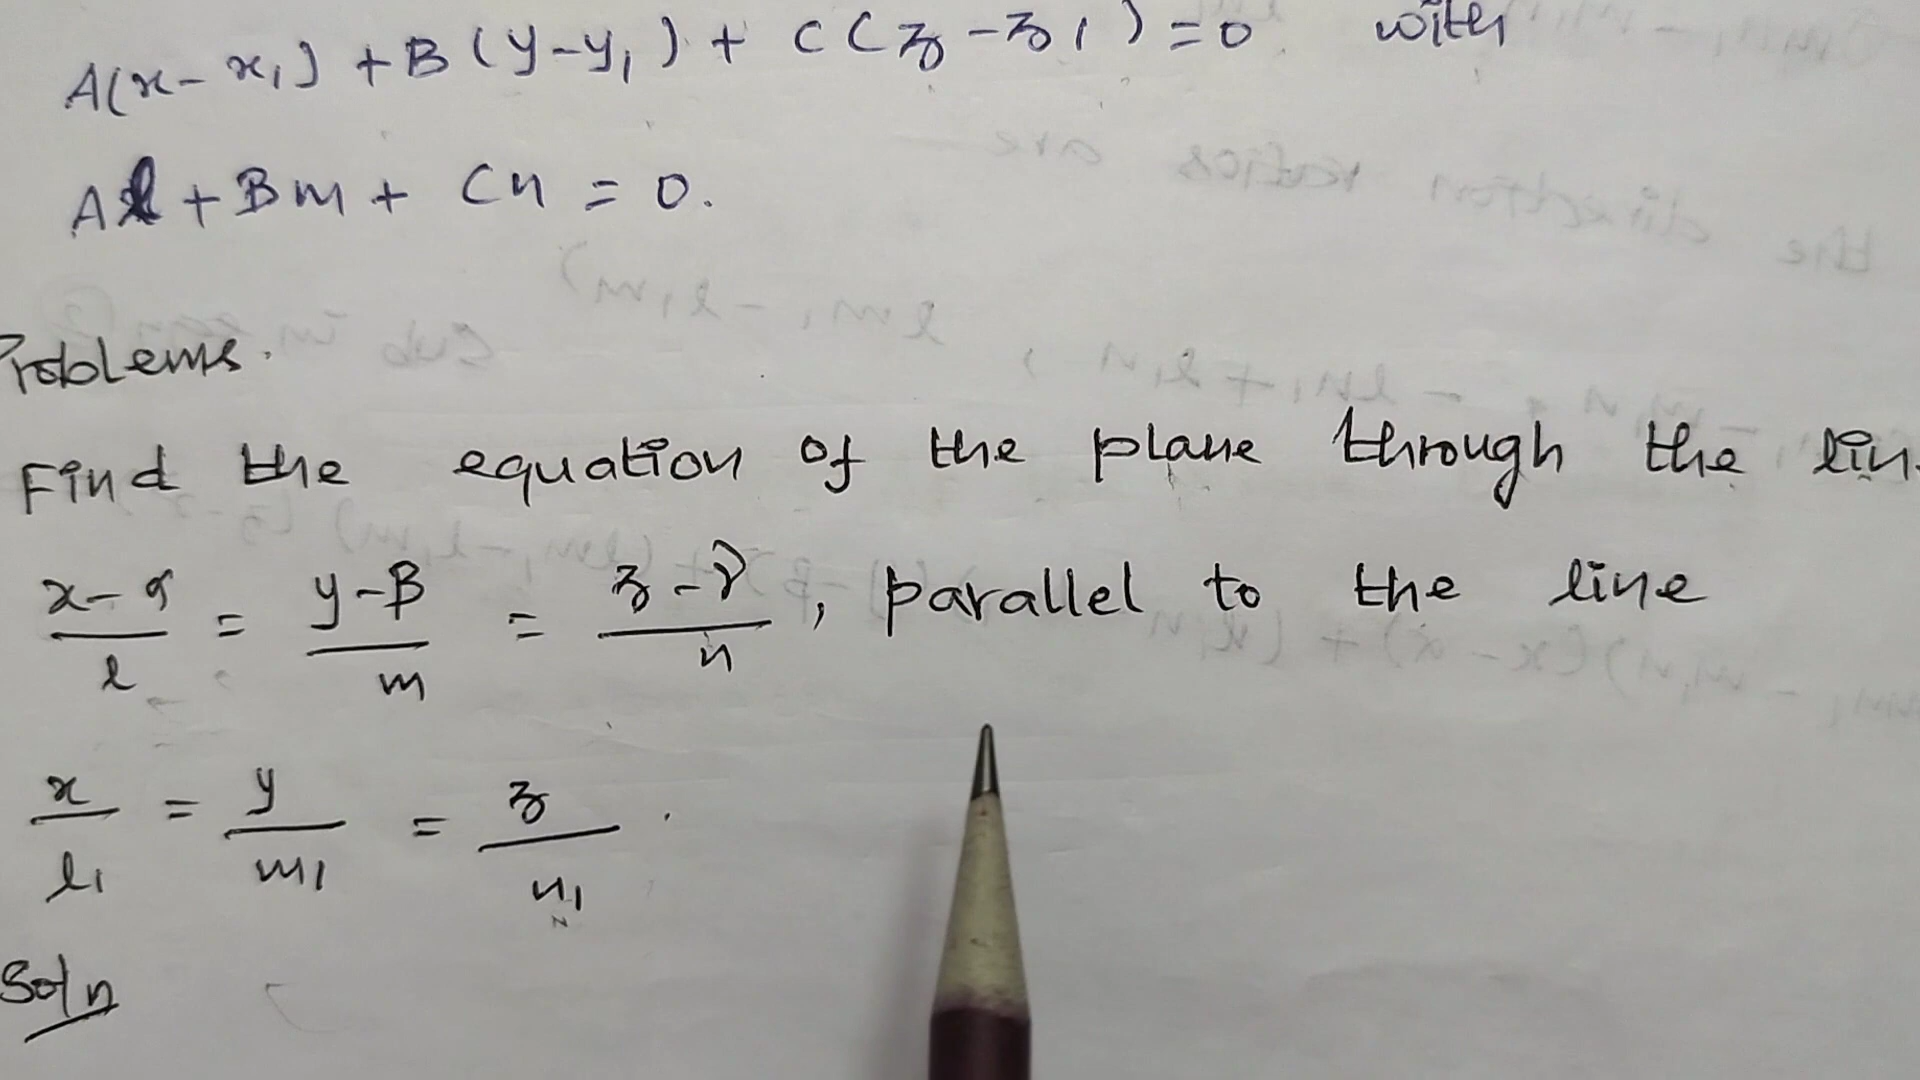 A(x-x₁) + B(y-y₁) + C(z-z₁) = 0 with
Al + Bm + Cn = 0.
Problems.
Find the equation of the plane through the lin
x-α/l = y-β/m = z-γ/n, parallel to the line
x/l₁ = y/m₁ = z/n₁.
Soln